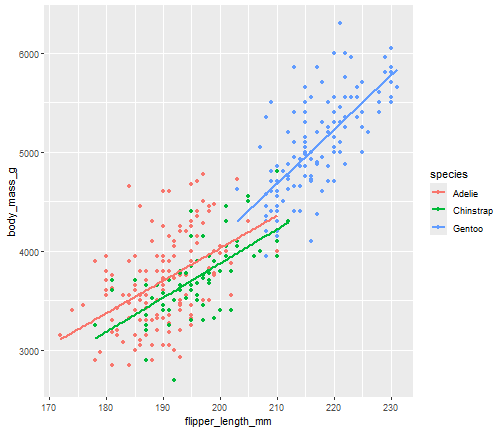 6000
5000
4000
3000
body_mass_g
170 180 190 200 210 220 230
flipper_length_mm
species
Adelie
Chinstrap
Gentoo